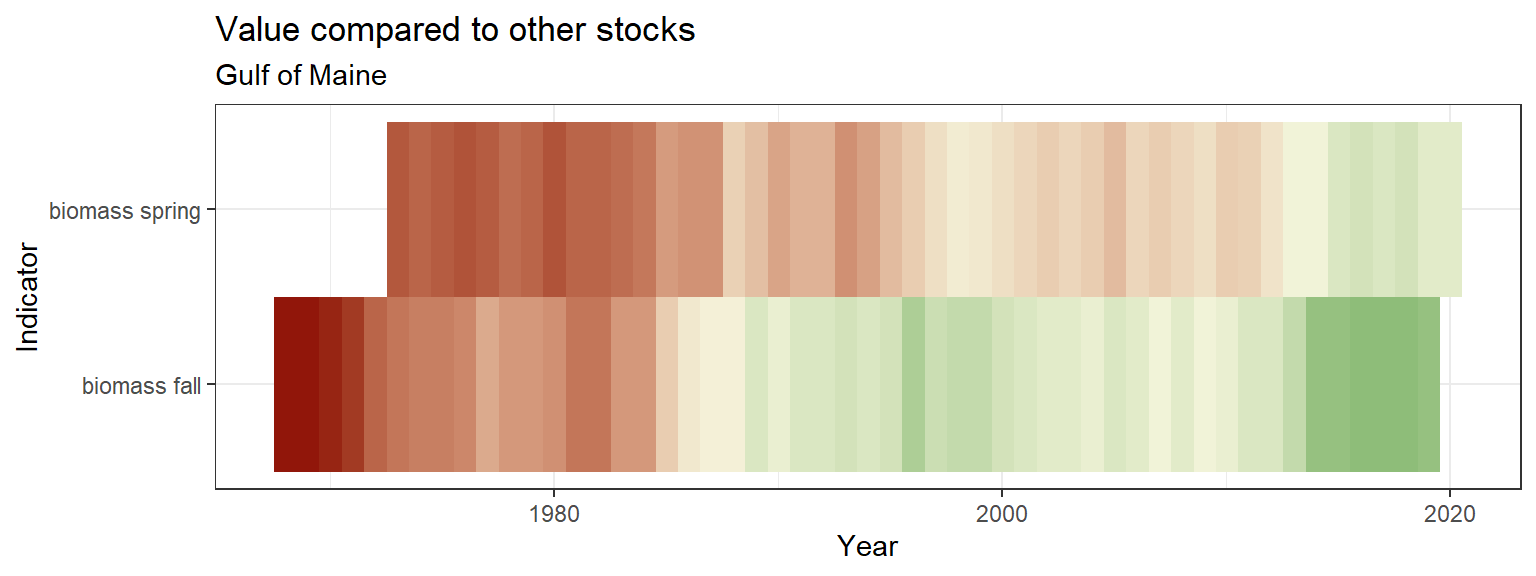 Value compared to other stocks
Gulf of Maine
Indicator
biomass spring
biomass fall
1980 2000 2020
Year